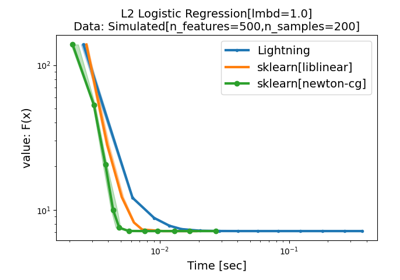 L2 Logistic Regression[lmbd=1.0]
Data: Simulated[n_features=500,n_samples=200]
Lightning
sklearn[liblinear]
sklearn[newton-cg]
value: F(x)
10²
10¹
10⁻²
10⁻¹
Time [sec]